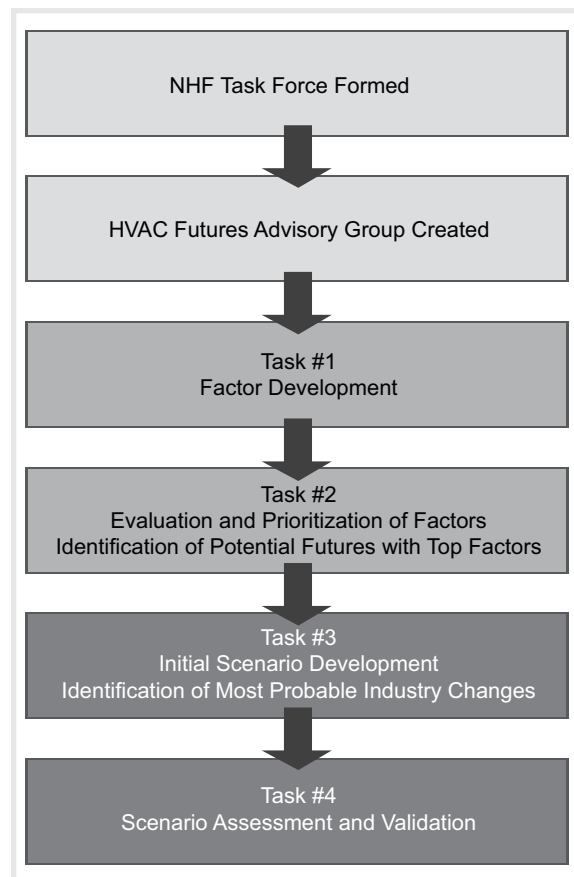 NHF Task Force Formed
HVAC Futures Advisory Group Created
Task #1
Factor Development
Task #2
Evaluation and Prioritization of Factors
Identification of Potential Futures with Top Factors
Task #3
Initial Scenario Development
Identification of Most Probable Industry Changes
Task #4
Scenario Assessment and Validation